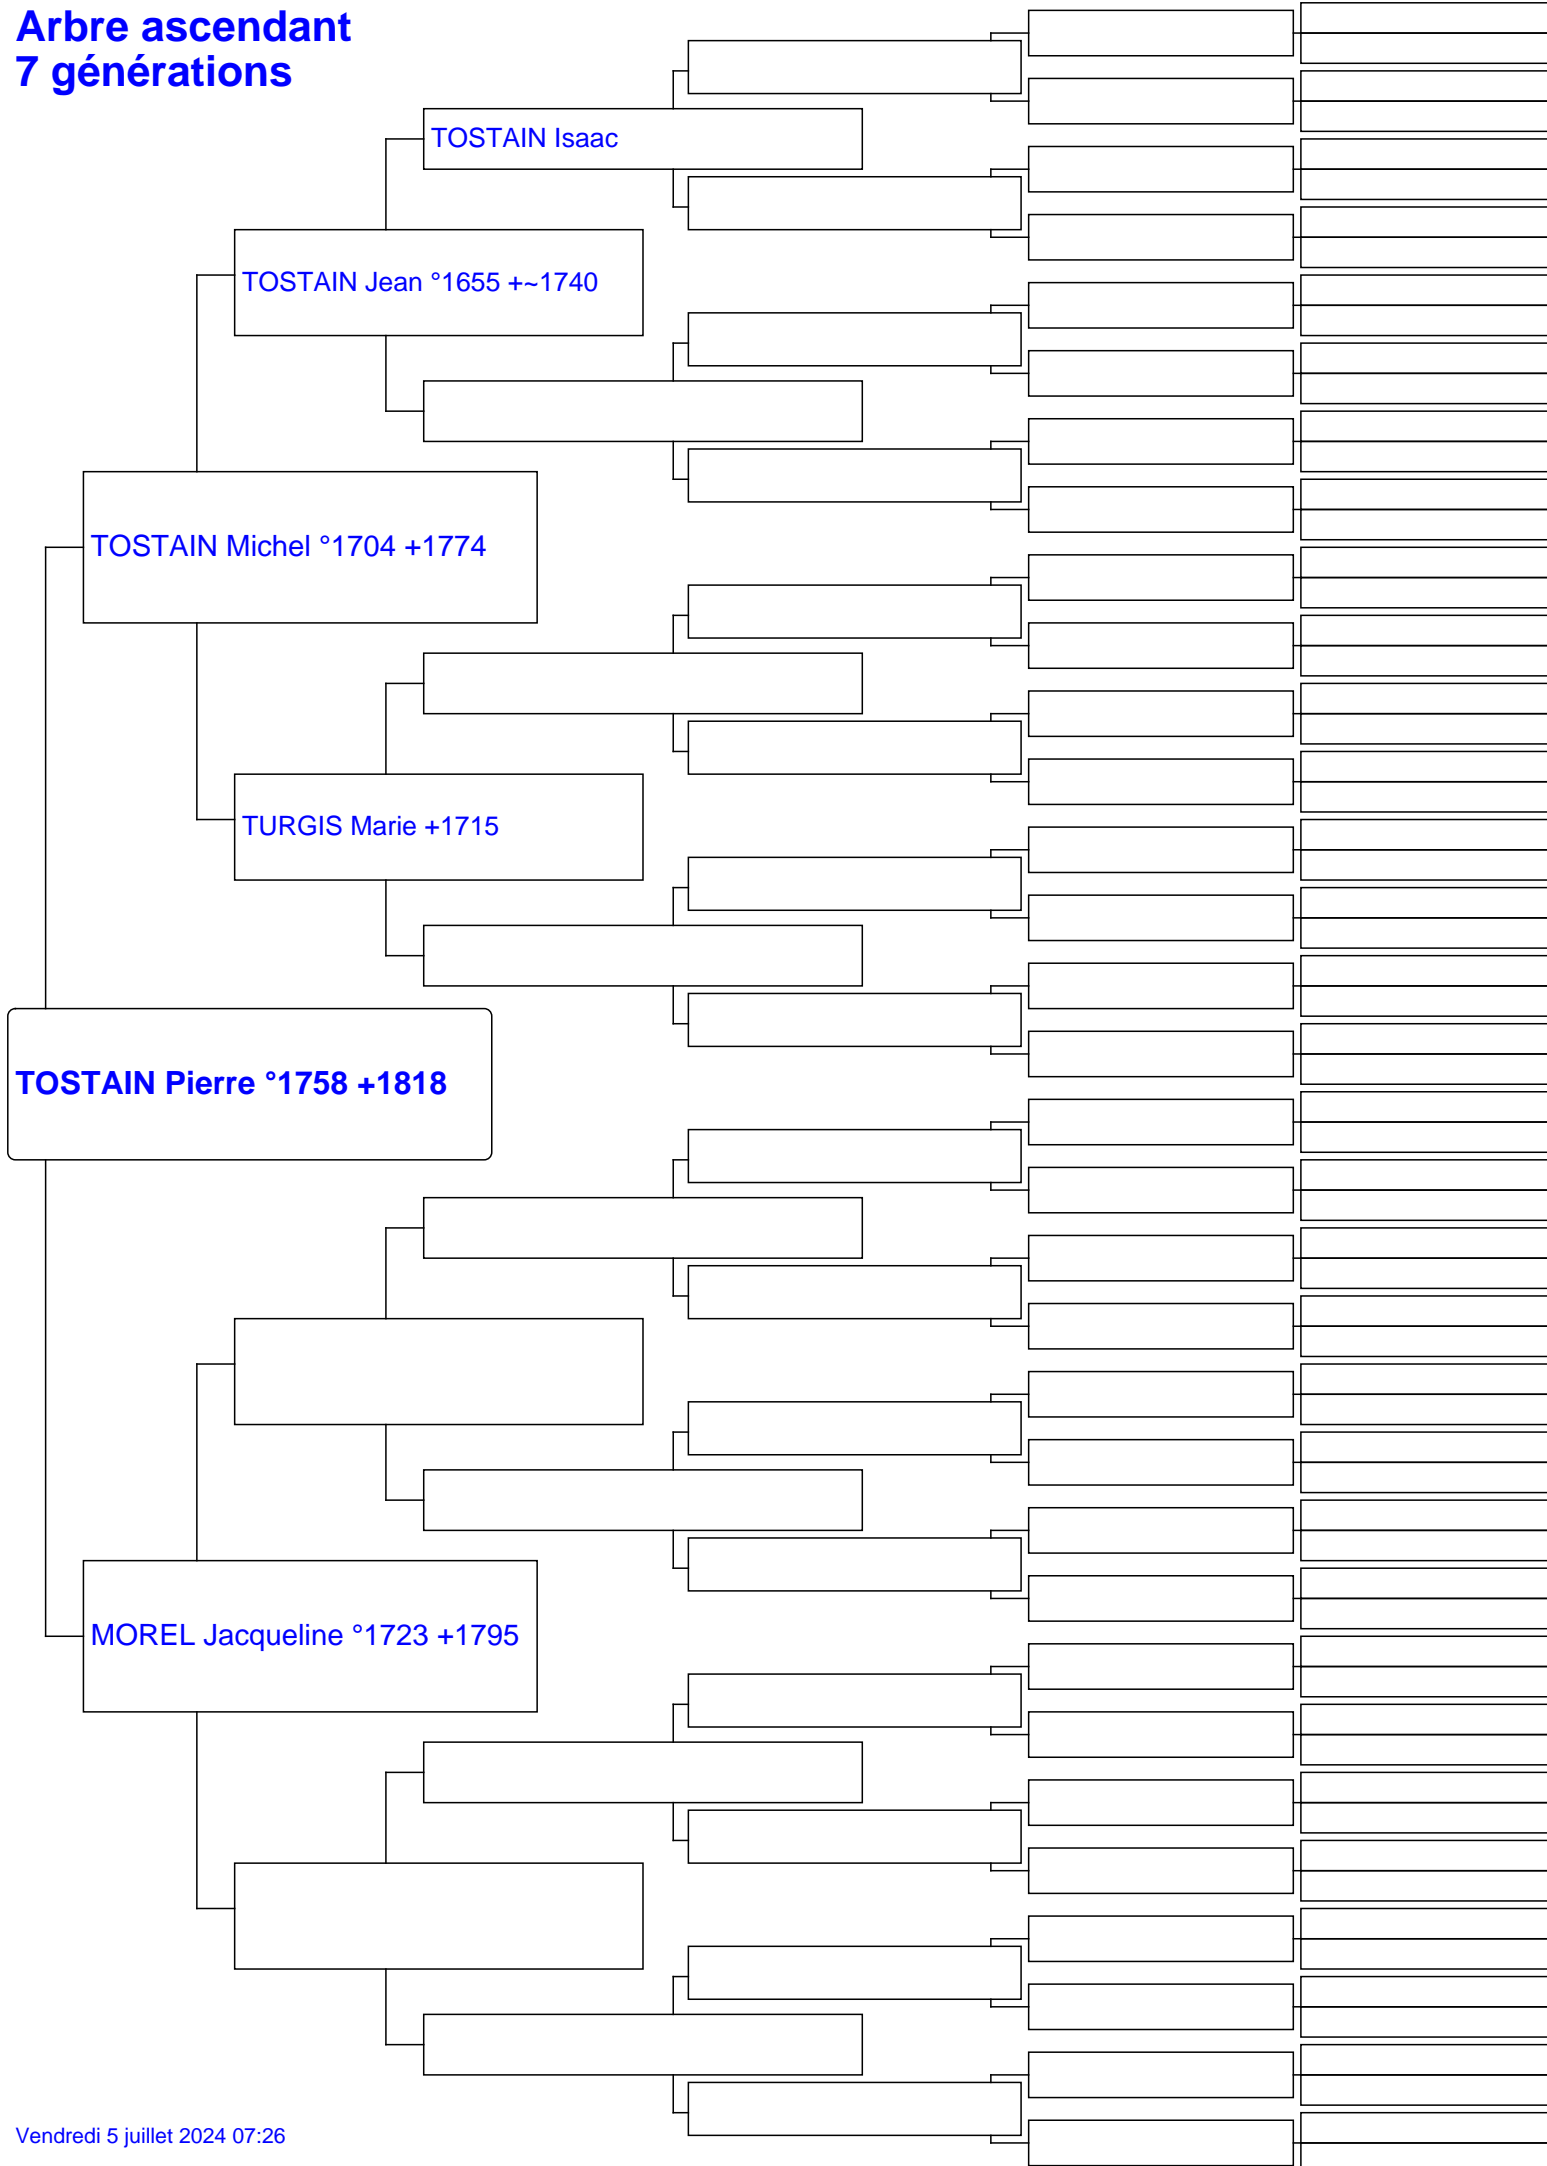 Arbre ascendant
7 générations
TOSTAIN Isaac
TOSTAIN Jean °1655 +~1740
TOSTAIN Michel °1704 +1774
TURGIS Marie +1715
TOSTAIN Pierre °1758 +1818
MOREL Jacqueline °1723 +1795
Vendredi 5 juillet 2024 07:26